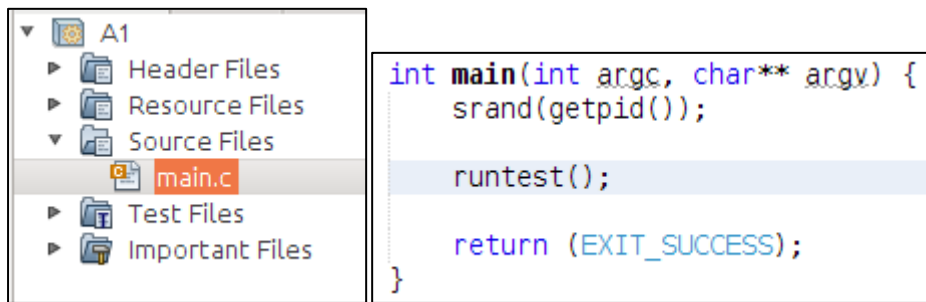 A1
Header Files
Resource Files
Source Files
main.c
Test Files
Important Files
int main(int argc, char** argv) {
srand(getpid());
runtest();
return (EXIT_SUCCESS);
}